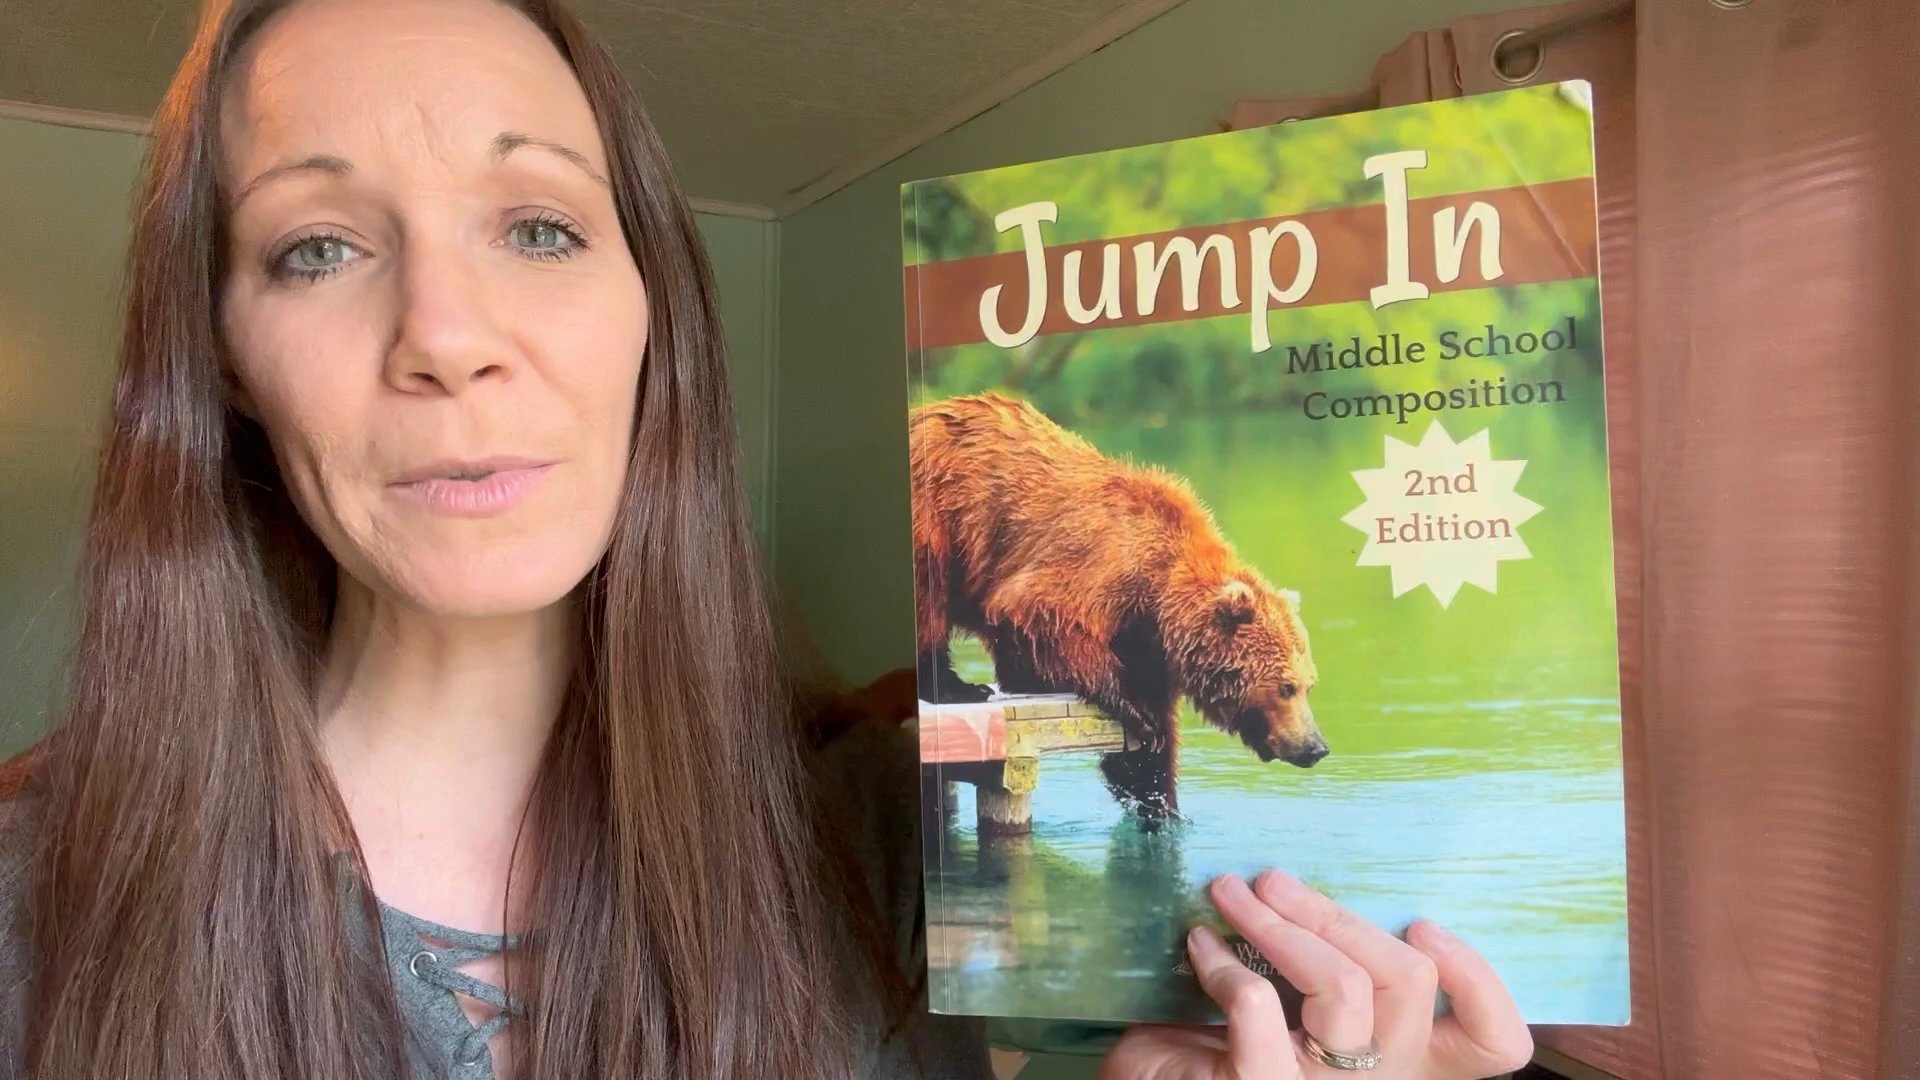 Jump In
Middle School
Composition
2nd
Edition